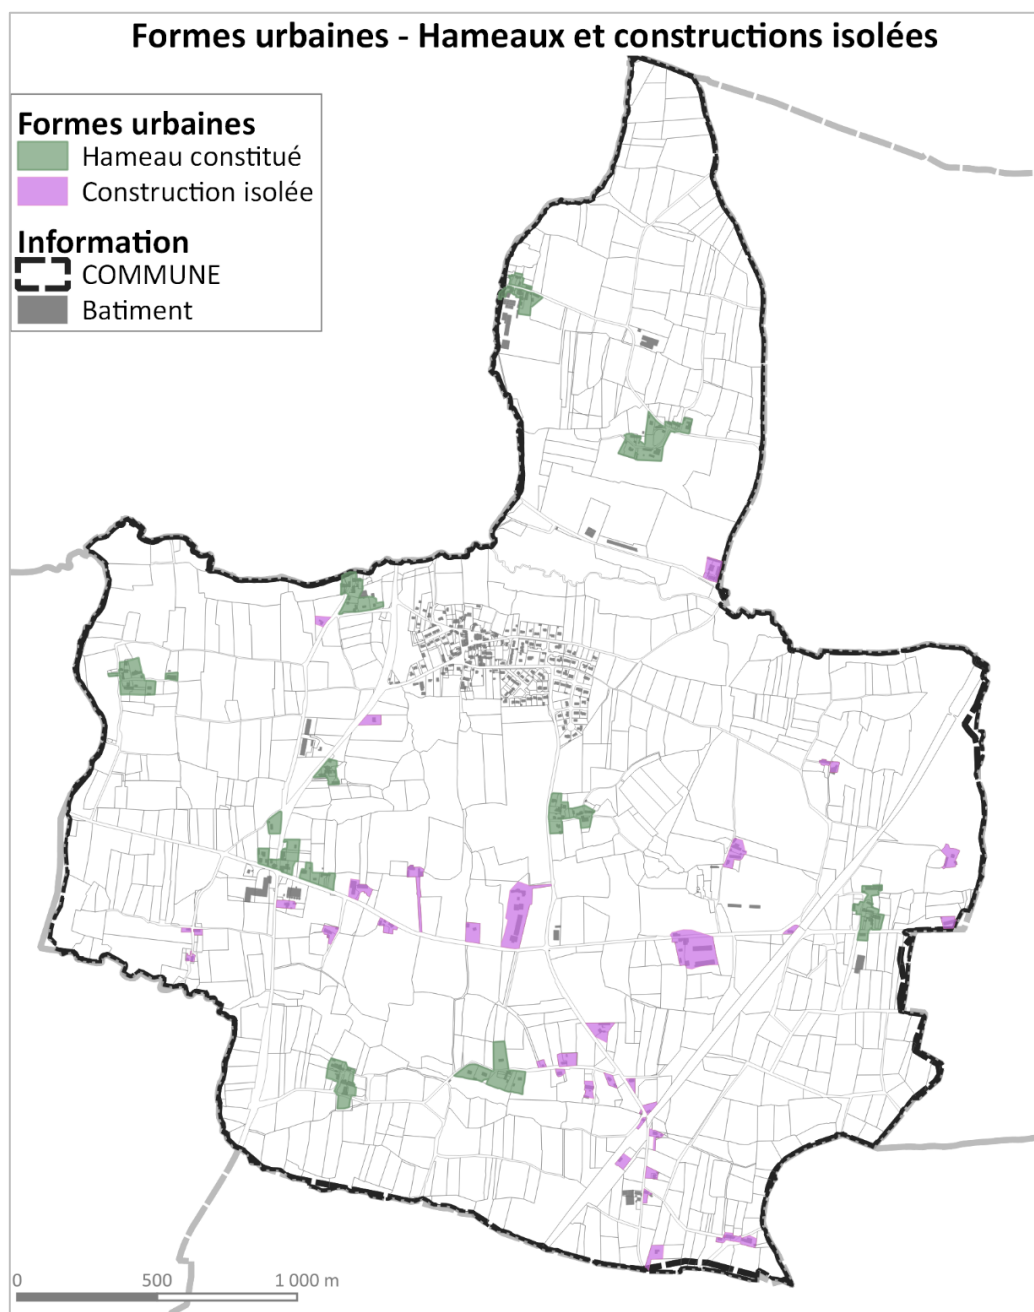 Formes urbaines - Hameaux et constructions isolées
Formes urbaines
Hameau constitué
Construction isolée
Information
COMMUNE
Batiment
0 500 1 000 m